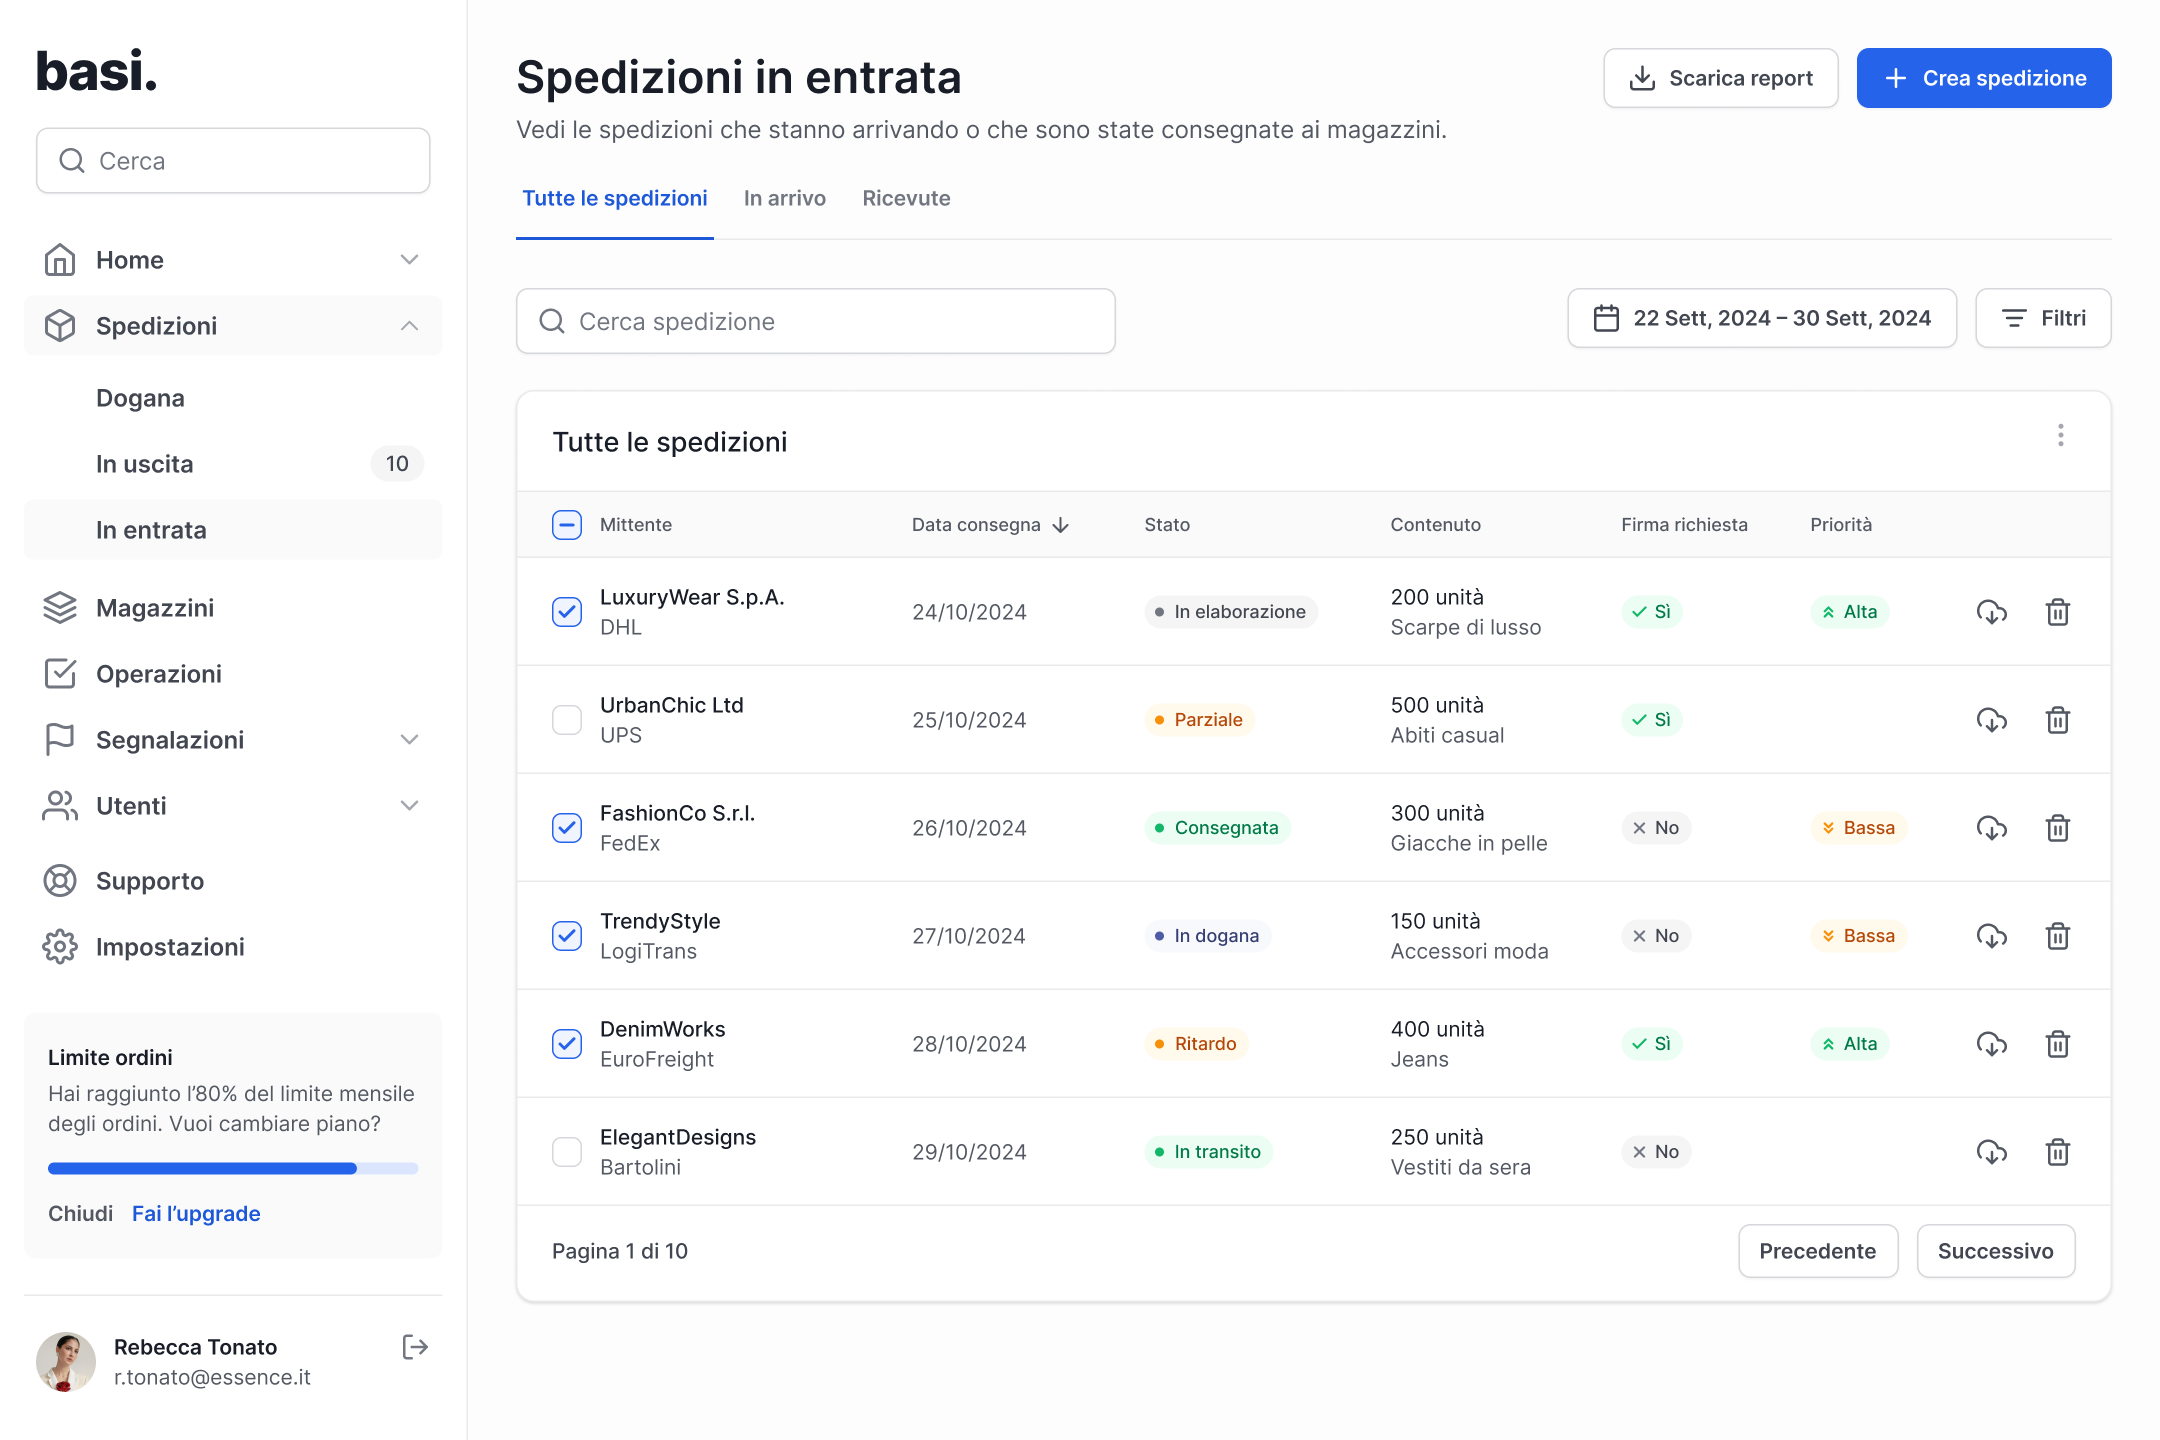 basi.
Cerca
Home
Spedizioni
Dogana
In uscita 10
In entrata
Magazzini
Operazioni
Segnalazioni
Utenti
Supporto
Impostazioni
Limite ordini
Hai raggiunto l’80% del limite mensile
degli ordini. Vuoi cambiare piano?
Chiudi Fai l’upgrade
Rebecca Tonato
r.tonato@essence.it
Spedizioni in entrata
Vedi le spedizioni che stanno arrivando o che sono state consegnate ai magazzini.
Scarica report
Crea spedizione
Tutte le spedizioni In arrivo Ricevute
Cerca spedizione
22 Sett, 2024 – 30 Sett, 2024
Filtri
Tutte le spedizioni
Mittente Data consegna Stato Contenuto Firma richiesta Priorità
LuxuryWear S.p.A.
DHL
24/10/2024
In elaborazione
200 unità
Scarpe di lusso
Sì
Alta
UrbanChic Ltd
UPS
25/10/2024
Parziale
500 unità
Abiti casual
Sì
FashionCo S.r.l.
FedEx
26/10/2024
Consegnata
300 unità
Giacche in pelle
No
Bassa
TrendyStyle
LogiTrans
27/10/2024
In dogana
150 unità
Accessori moda
No
Bassa
DenimWorks
EuroFreight
28/10/2024
Ritardo
400 unità
Jeans
Sì
Alta
ElegantDesigns
Bartolini
29/10/2024
In transito
250 unità
Vestiti da sera
No
Pagina 1 di 10
Precedente
Successivo